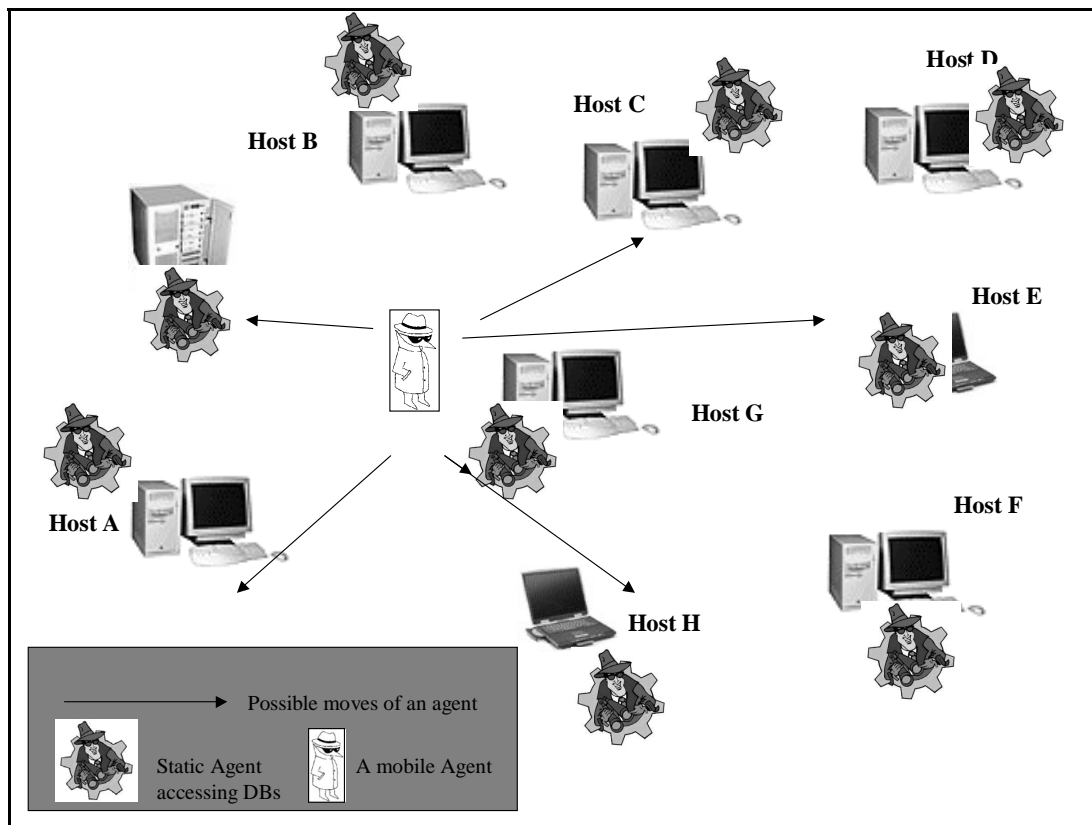 Host D
Host C
Host B
Host E
Host G
Host F
Host A
Host H
Possible moves of an agent
Static Agent
accessing DBs
A mobile Agent